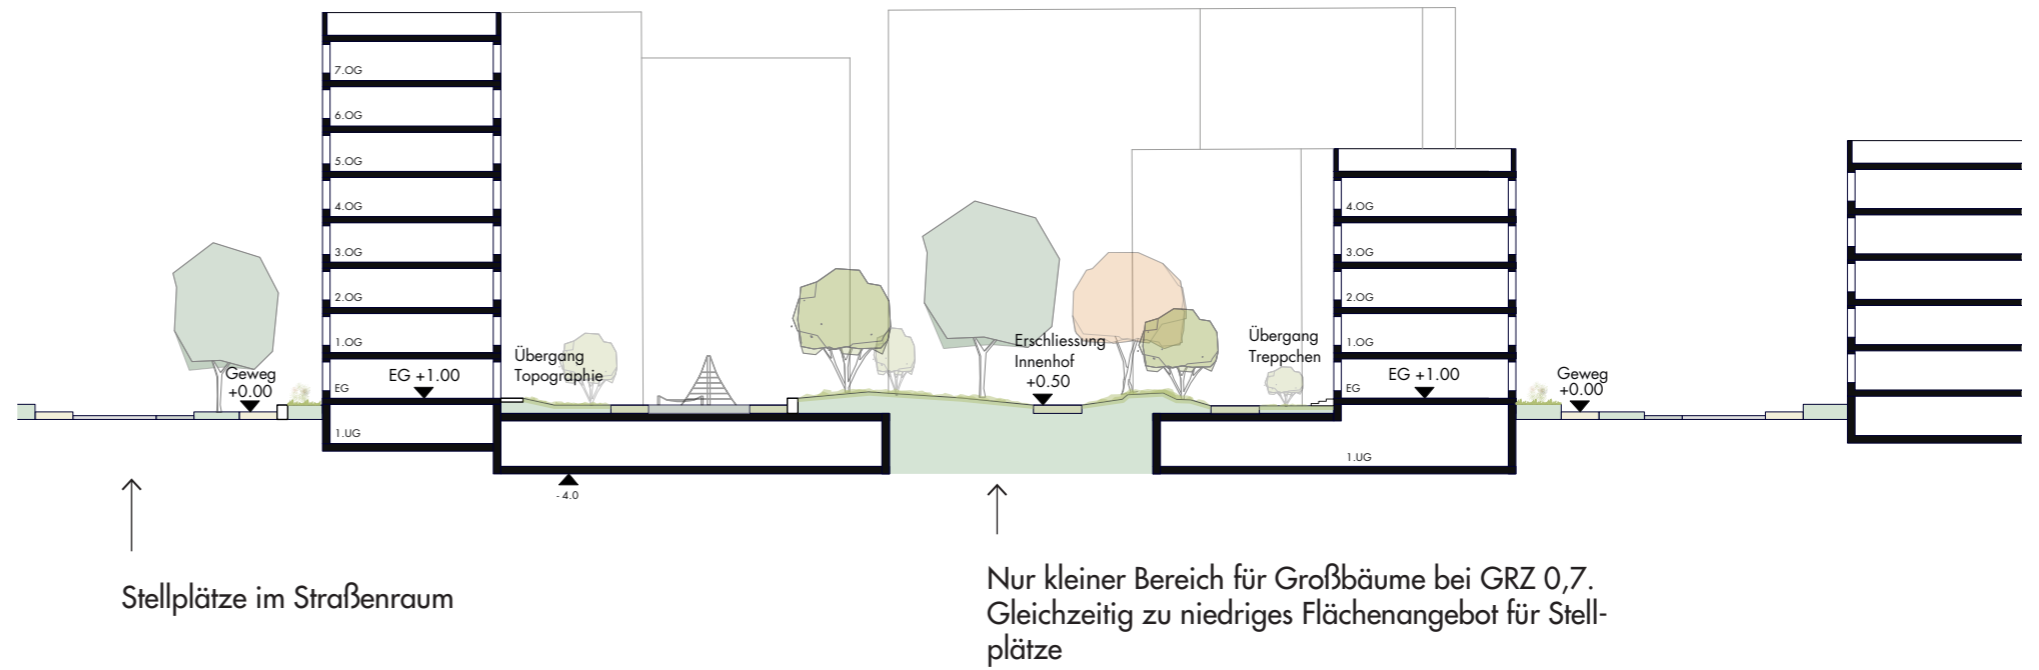 7.OG
6.OG
5.OG
4.OG
3.OG
2.OG
1.OG
EG
EG +1.00
1.UG
Geweg
+0.00
Übergang
Topographie
- 4.0
Erschliessung
Innenhof
+0.50
Übergang
Treppchen
4.OG
3.OG
2.OG
1.OG
EG
EG +1.00
1.UG
Geweg
+0.00
Stellplätze im Straßenraum
Nur kleiner Bereich für Großbäume bei GRZ 0,7.
Gleichzeitig zu niedriges Flächenangebot für Stell-
plätze